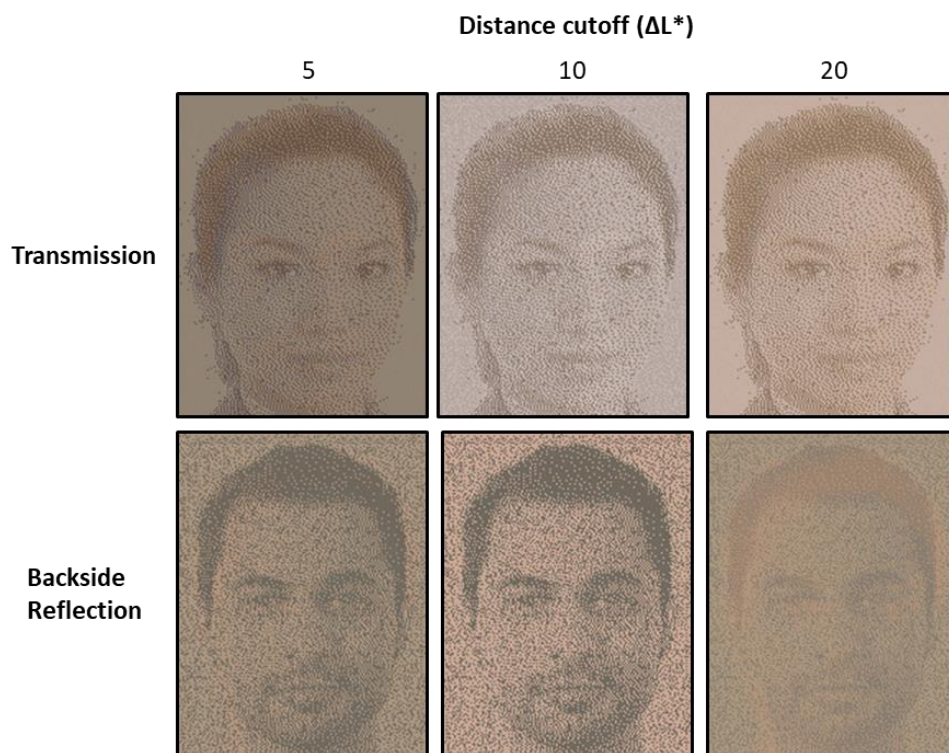 Distance cutoff (ΔL*)
5 10 20
Transmission
Backside
Reflection